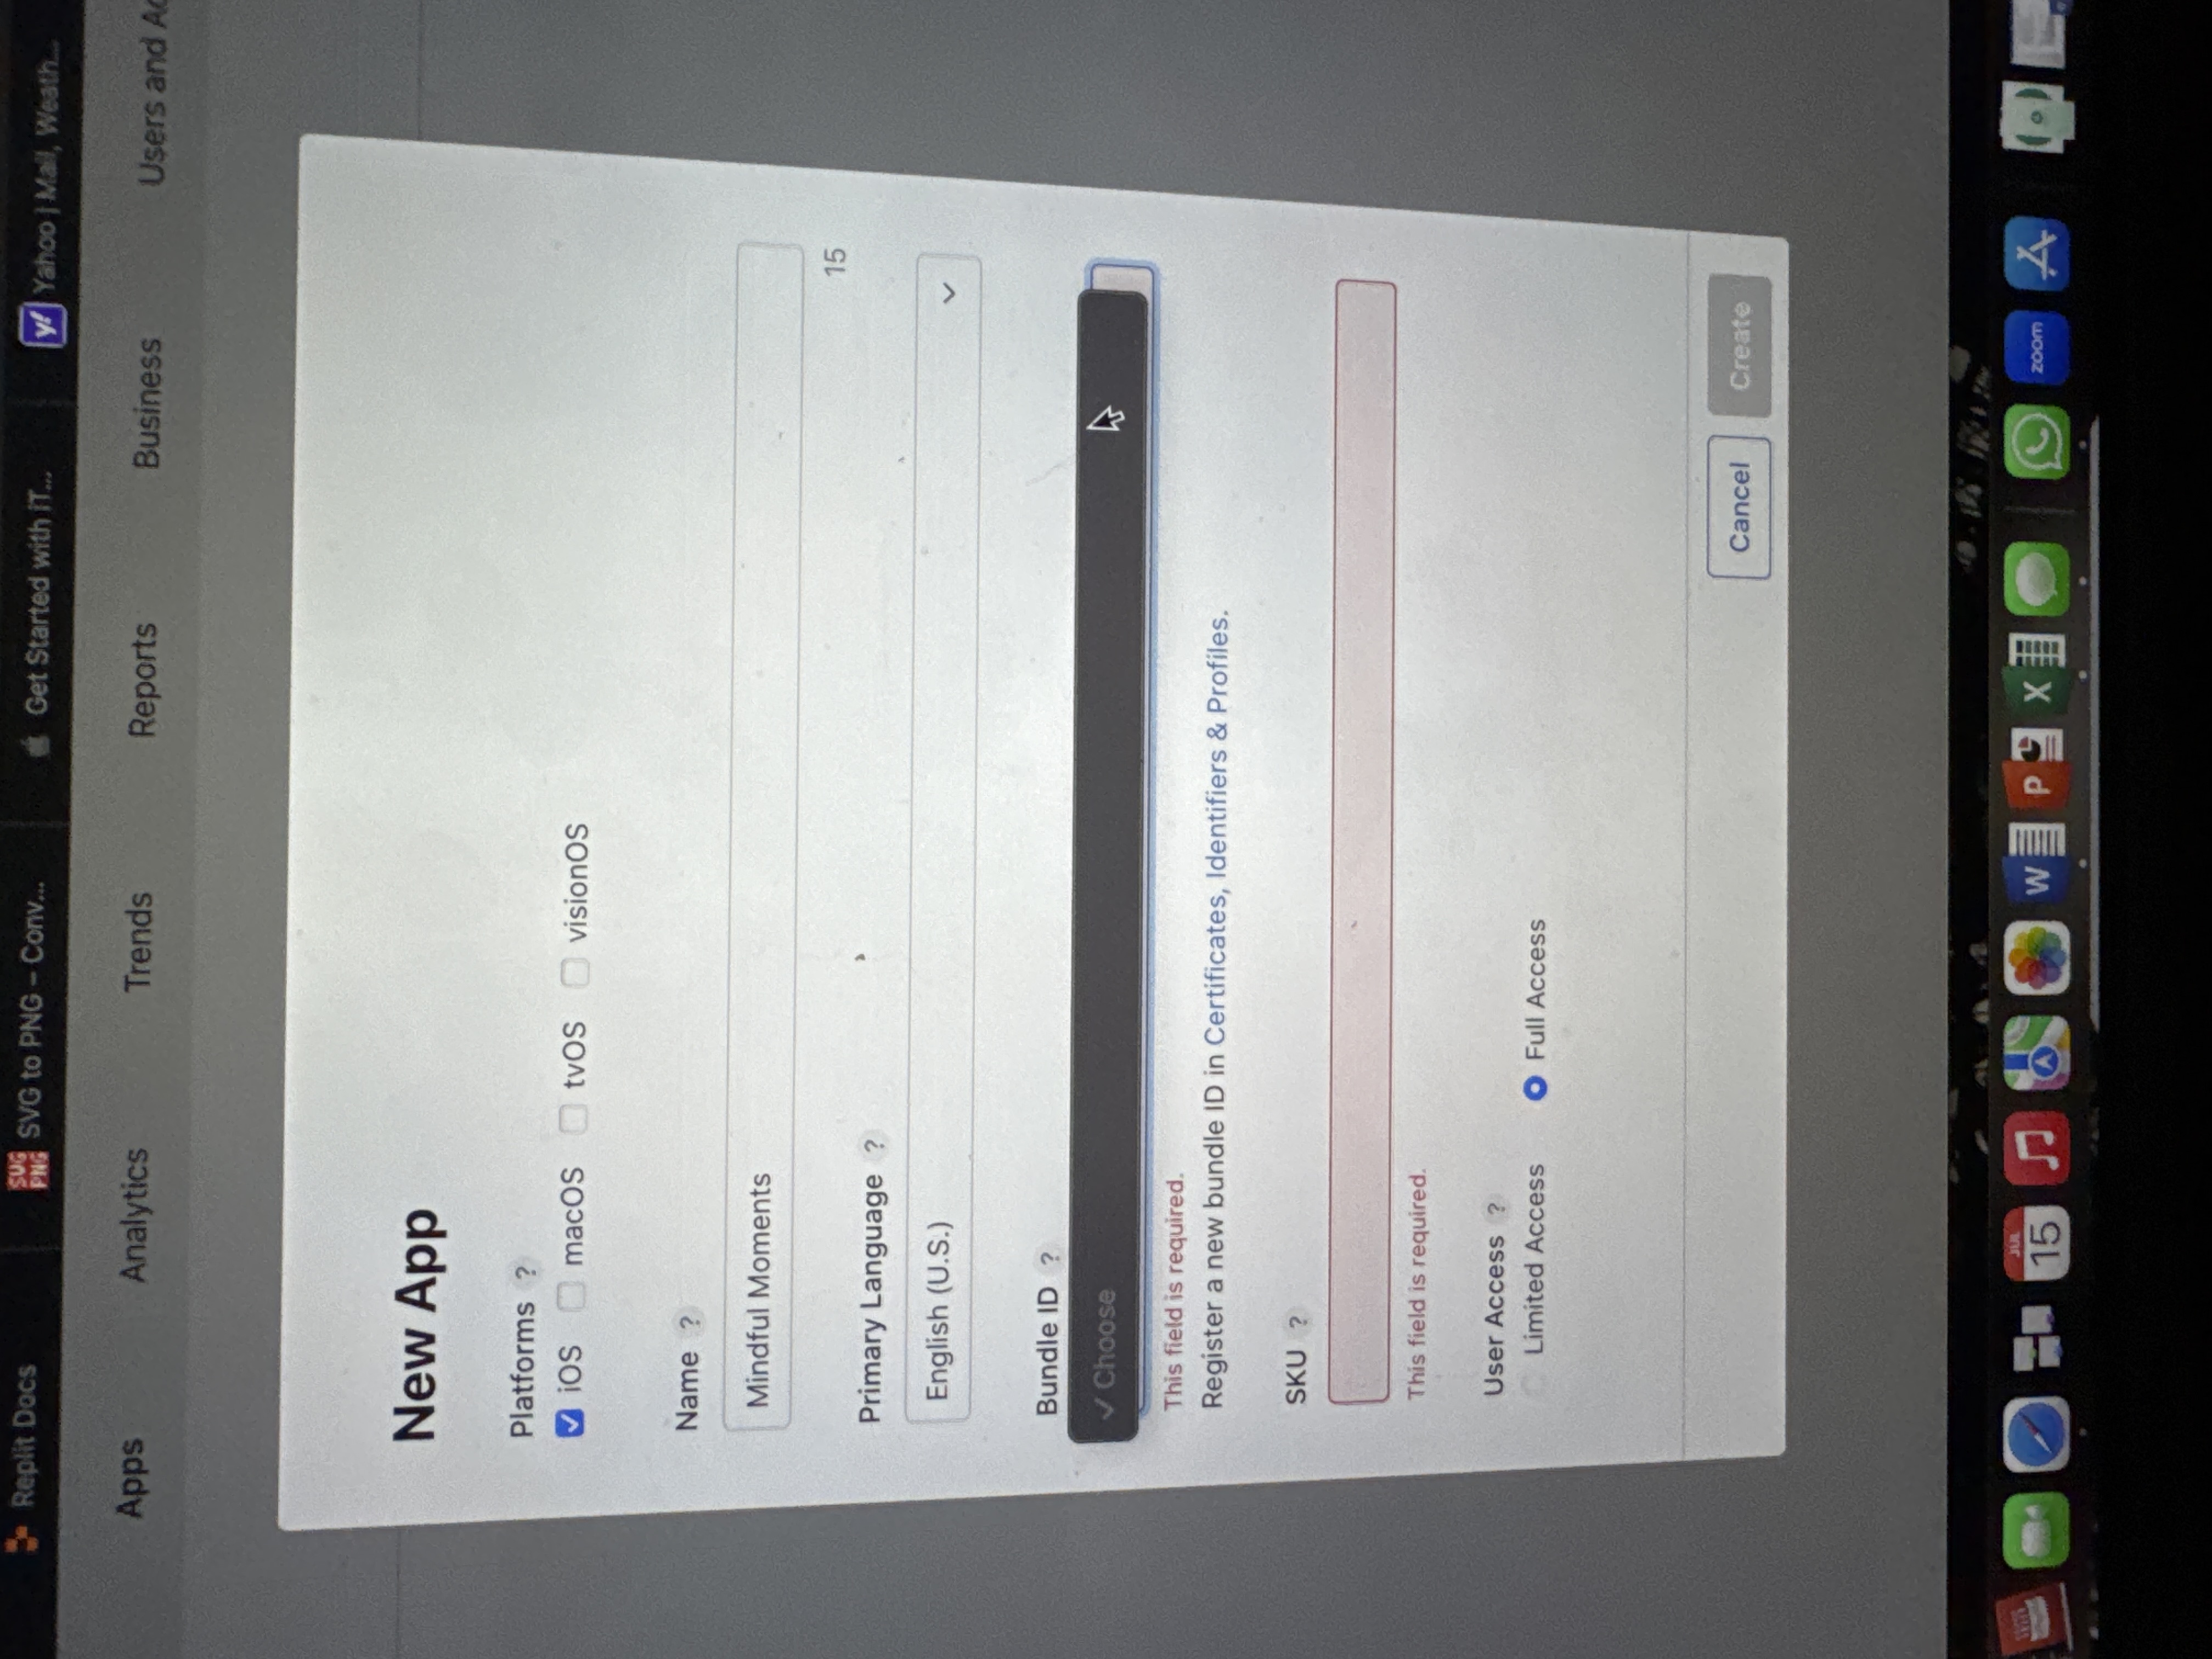 Replit Docs
SVG PNG SVG to PNG – Conv...
Get Started with iT...
y! Yahoo | Mail, Weath...
Apps Analytics Trends Reports Business Users and Ac
New App
Platforms ?
iOS macOS tvOS visionOS
Name ?
Mindful Moments
15
Primary Language ?
English (U.S.)
Bundle ID ?
✓ Choose
This field is required.
Register a new bundle ID in Certificates, Identifiers & Profiles.
SKU ?
This field is required.
User Access ?
Limited Access Full Access
Cancel Create
JUL
15
W
P
X
zoom